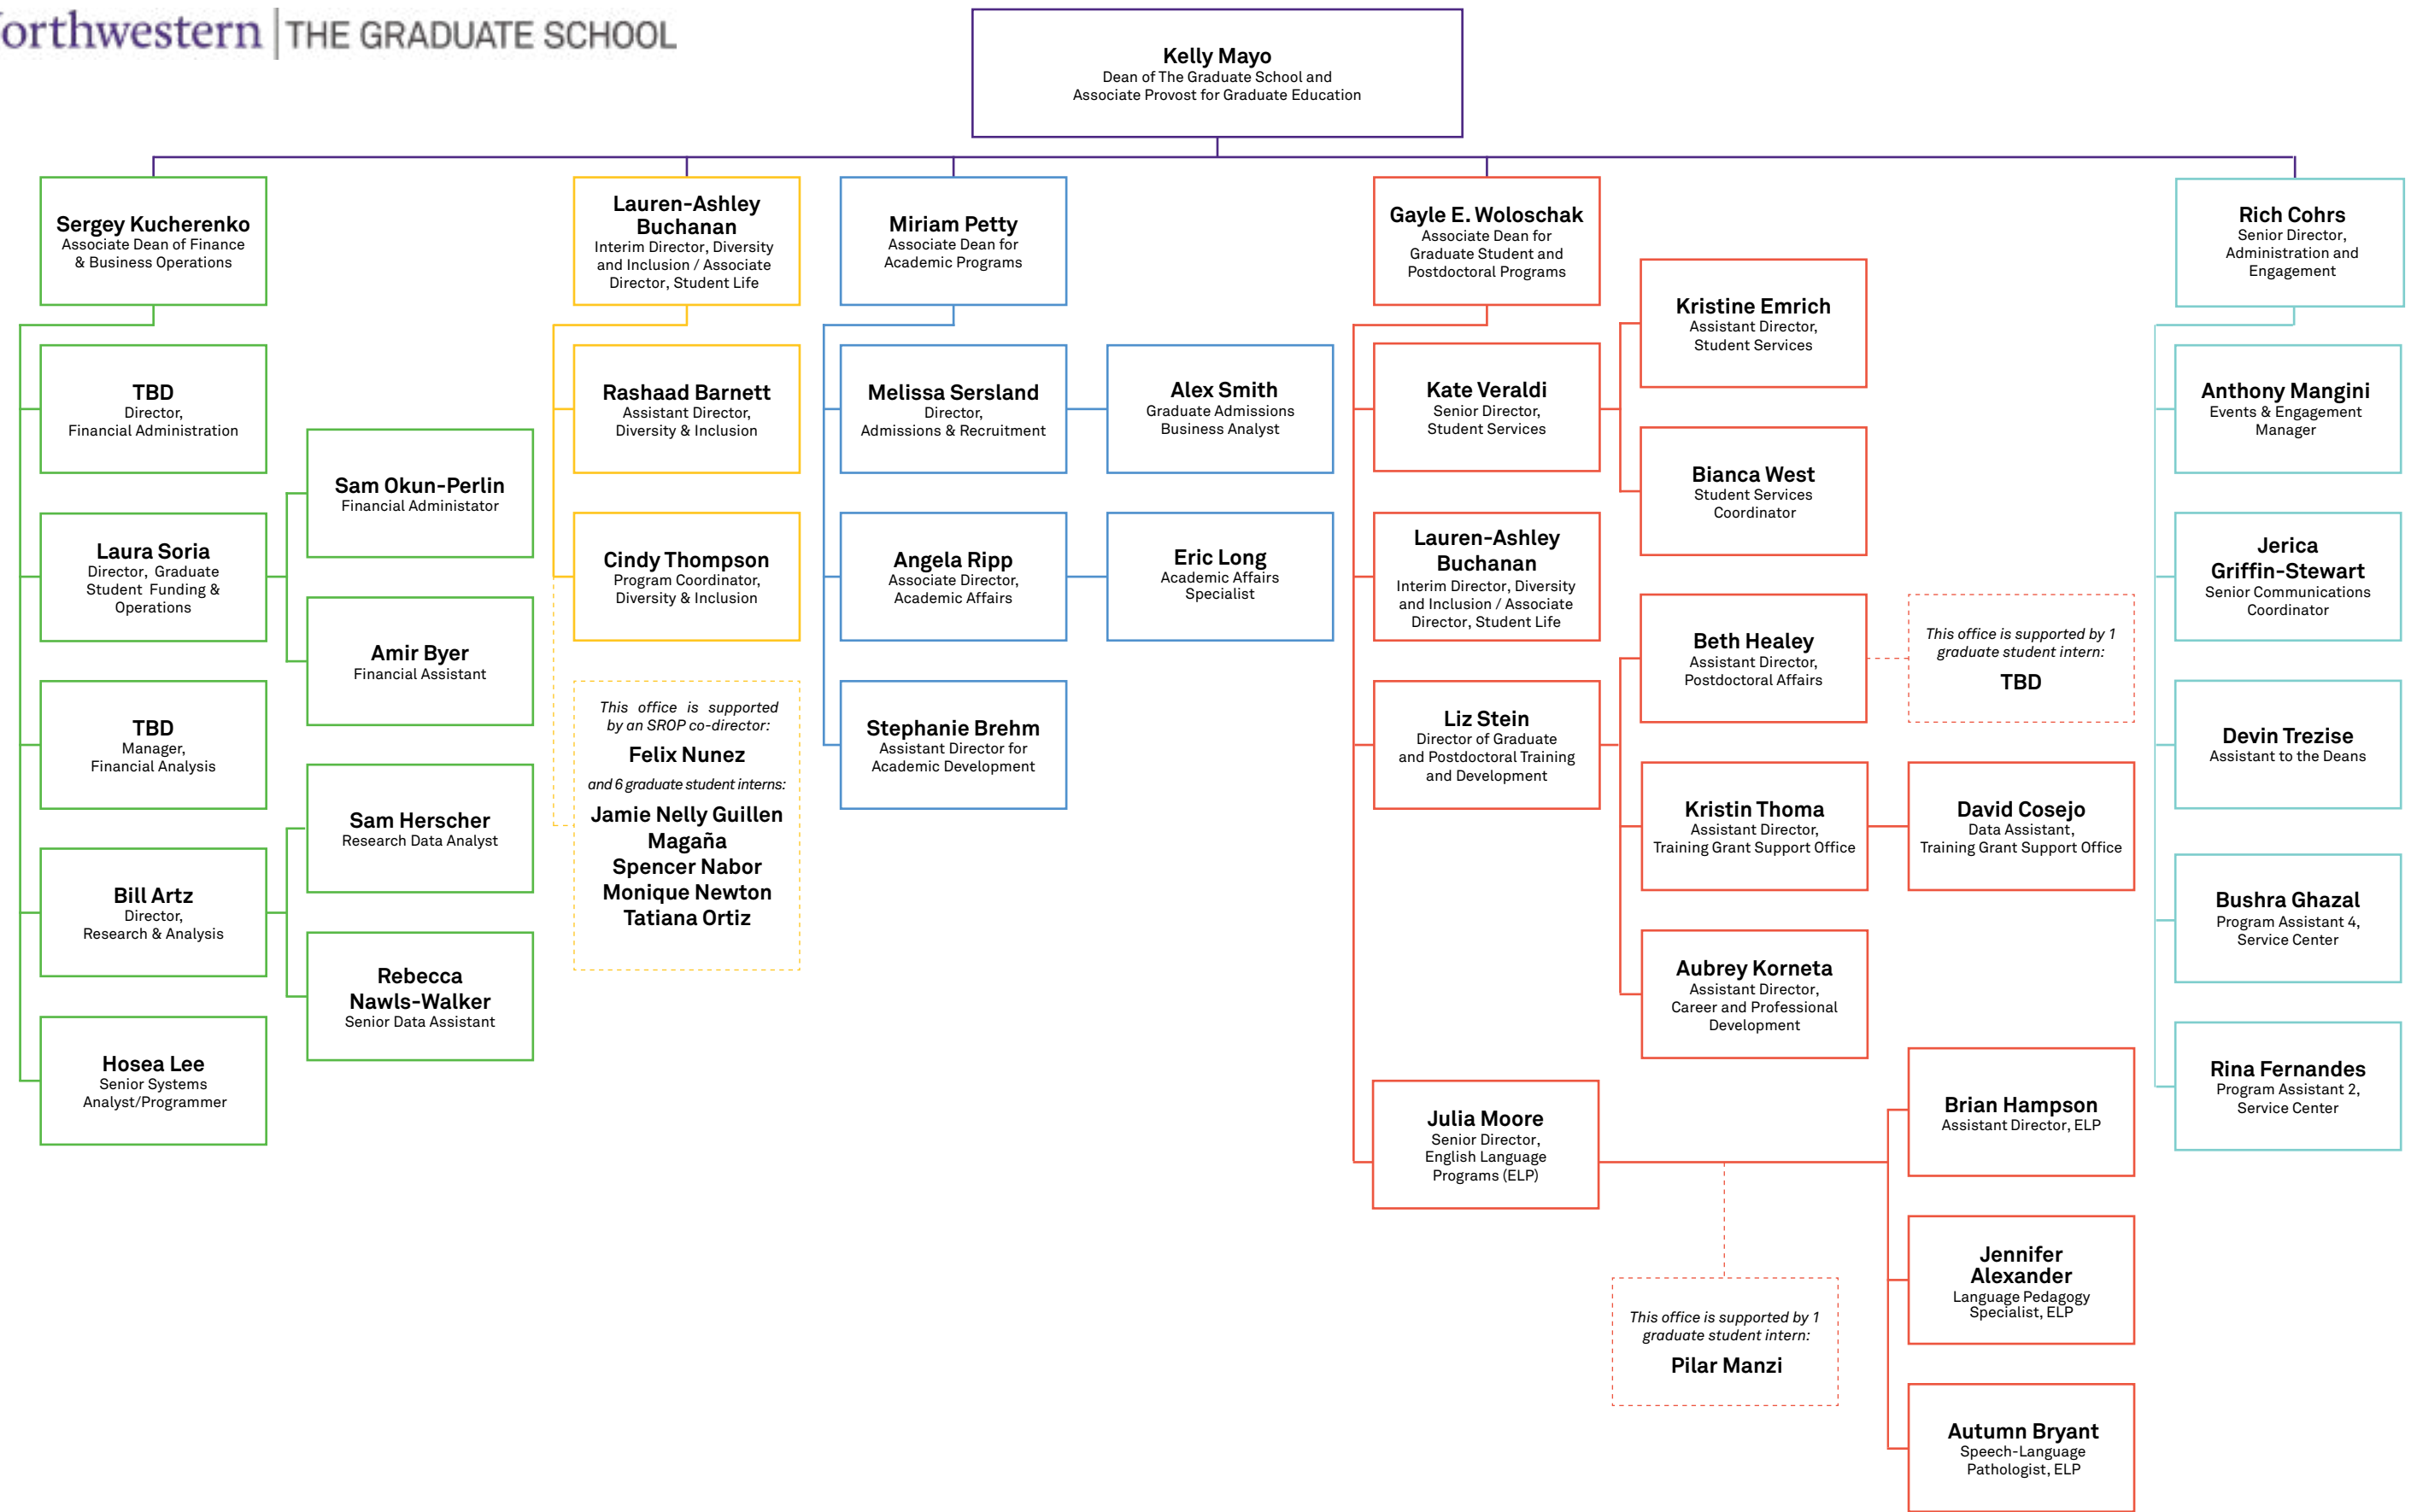 orthwestern | THE GRADUATE SCHOOL
Kelly Mayo
Dean of The Graduate School and
Associate Provost for Graduate Education
Sergey Kucherenko
Associate Dean of Finance
& Business Operations
TBD
Director,
Financial Administration
Laura Soria
Director, Graduate
Student Funding &
Operations
Sam Okun-Perlin
Financial Administator
Amir Byer
Financial Assistant
TBD
Manager,
Financial Analysis
Bill Artz
Director,
Research & Analysis
Sam Herscher
Research Data Analyst
Rebecca
Nawls-Walker
Senior Data Assistant
Hosea Lee
Senior Systems
Analyst/Programmer
Lauren-Ashley
Buchanan
Interim Director, Diversity
and Inclusion / Associate
Director, Student Life
Rashaad Barnett
Assistant Director,
Diversity & Inclusion
Cindy Thompson
Program Coordinator,
Diversity & Inclusion
This office is supported
by an SROP co-director:
Felix Nunez
and 6 graduate student interns:
Jamie Nelly Guillen
Magaña
Spencer Nabor
Monique Newton
Tatiana Ortiz
Miriam Petty
Associate Dean for
Academic Programs
Melissa Sersland
Director,
Admissions & Recruitment
Alex Smith
Graduate Admissions
Business Analyst
Angela Ripp
Associate Director,
Academic Affairs
Eric Long
Academic Affairs
Specialist
Stephanie Brehm
Assistant Director for
Academic Development
Gayle E. Woloschak
Associate Dean for
Graduate Student and
Postdoctoral Programs
Kate Veraldi
Senior Director,
Student Services
Kristine Emrich
Assistant Director,
Student Services
Bianca West
Student Services
Coordinator
Lauren-Ashley
Buchanan
Interim Director, Diversity
and Inclusion / Associate
Director, Student Life
Liz Stein
Director of Graduate
and Postdoctoral Training
and Development
Beth Healey
Assistant Director,
Postdoctoral Affairs
This office is supported by 1
graduate student intern:
TBD
Kristin Thoma
Assistant Director,
Training Grant Support Office
David Cosejo
Data Assistant,
Training Grant Support Office
Aubrey Korneta
Assistant Director,
Career and Professional
Development
Julia Moore
Senior Director,
English Language
Programs (ELP)
This office is supported by 1
graduate student intern:
Pilar Manzi
Brian Hampson
Assistant Director, ELP
Jennifer
Alexander
Language Pedagogy
Specialist, ELP
Autumn Bryant
Speech-Language
Pathologist, ELP
Rich Cohrs
Senior Director,
Administration and
Engagement
Anthony Mangini
Events & Engagement
Manager
Jerica
Griffin-Stewart
Senior Communications
Coordinator
Devin Trezise
Assistant to the Deans
Bushra Ghazal
Program Assistant 4,
Service Center
Rina Fernandes
Program Assistant 2,
Service Center